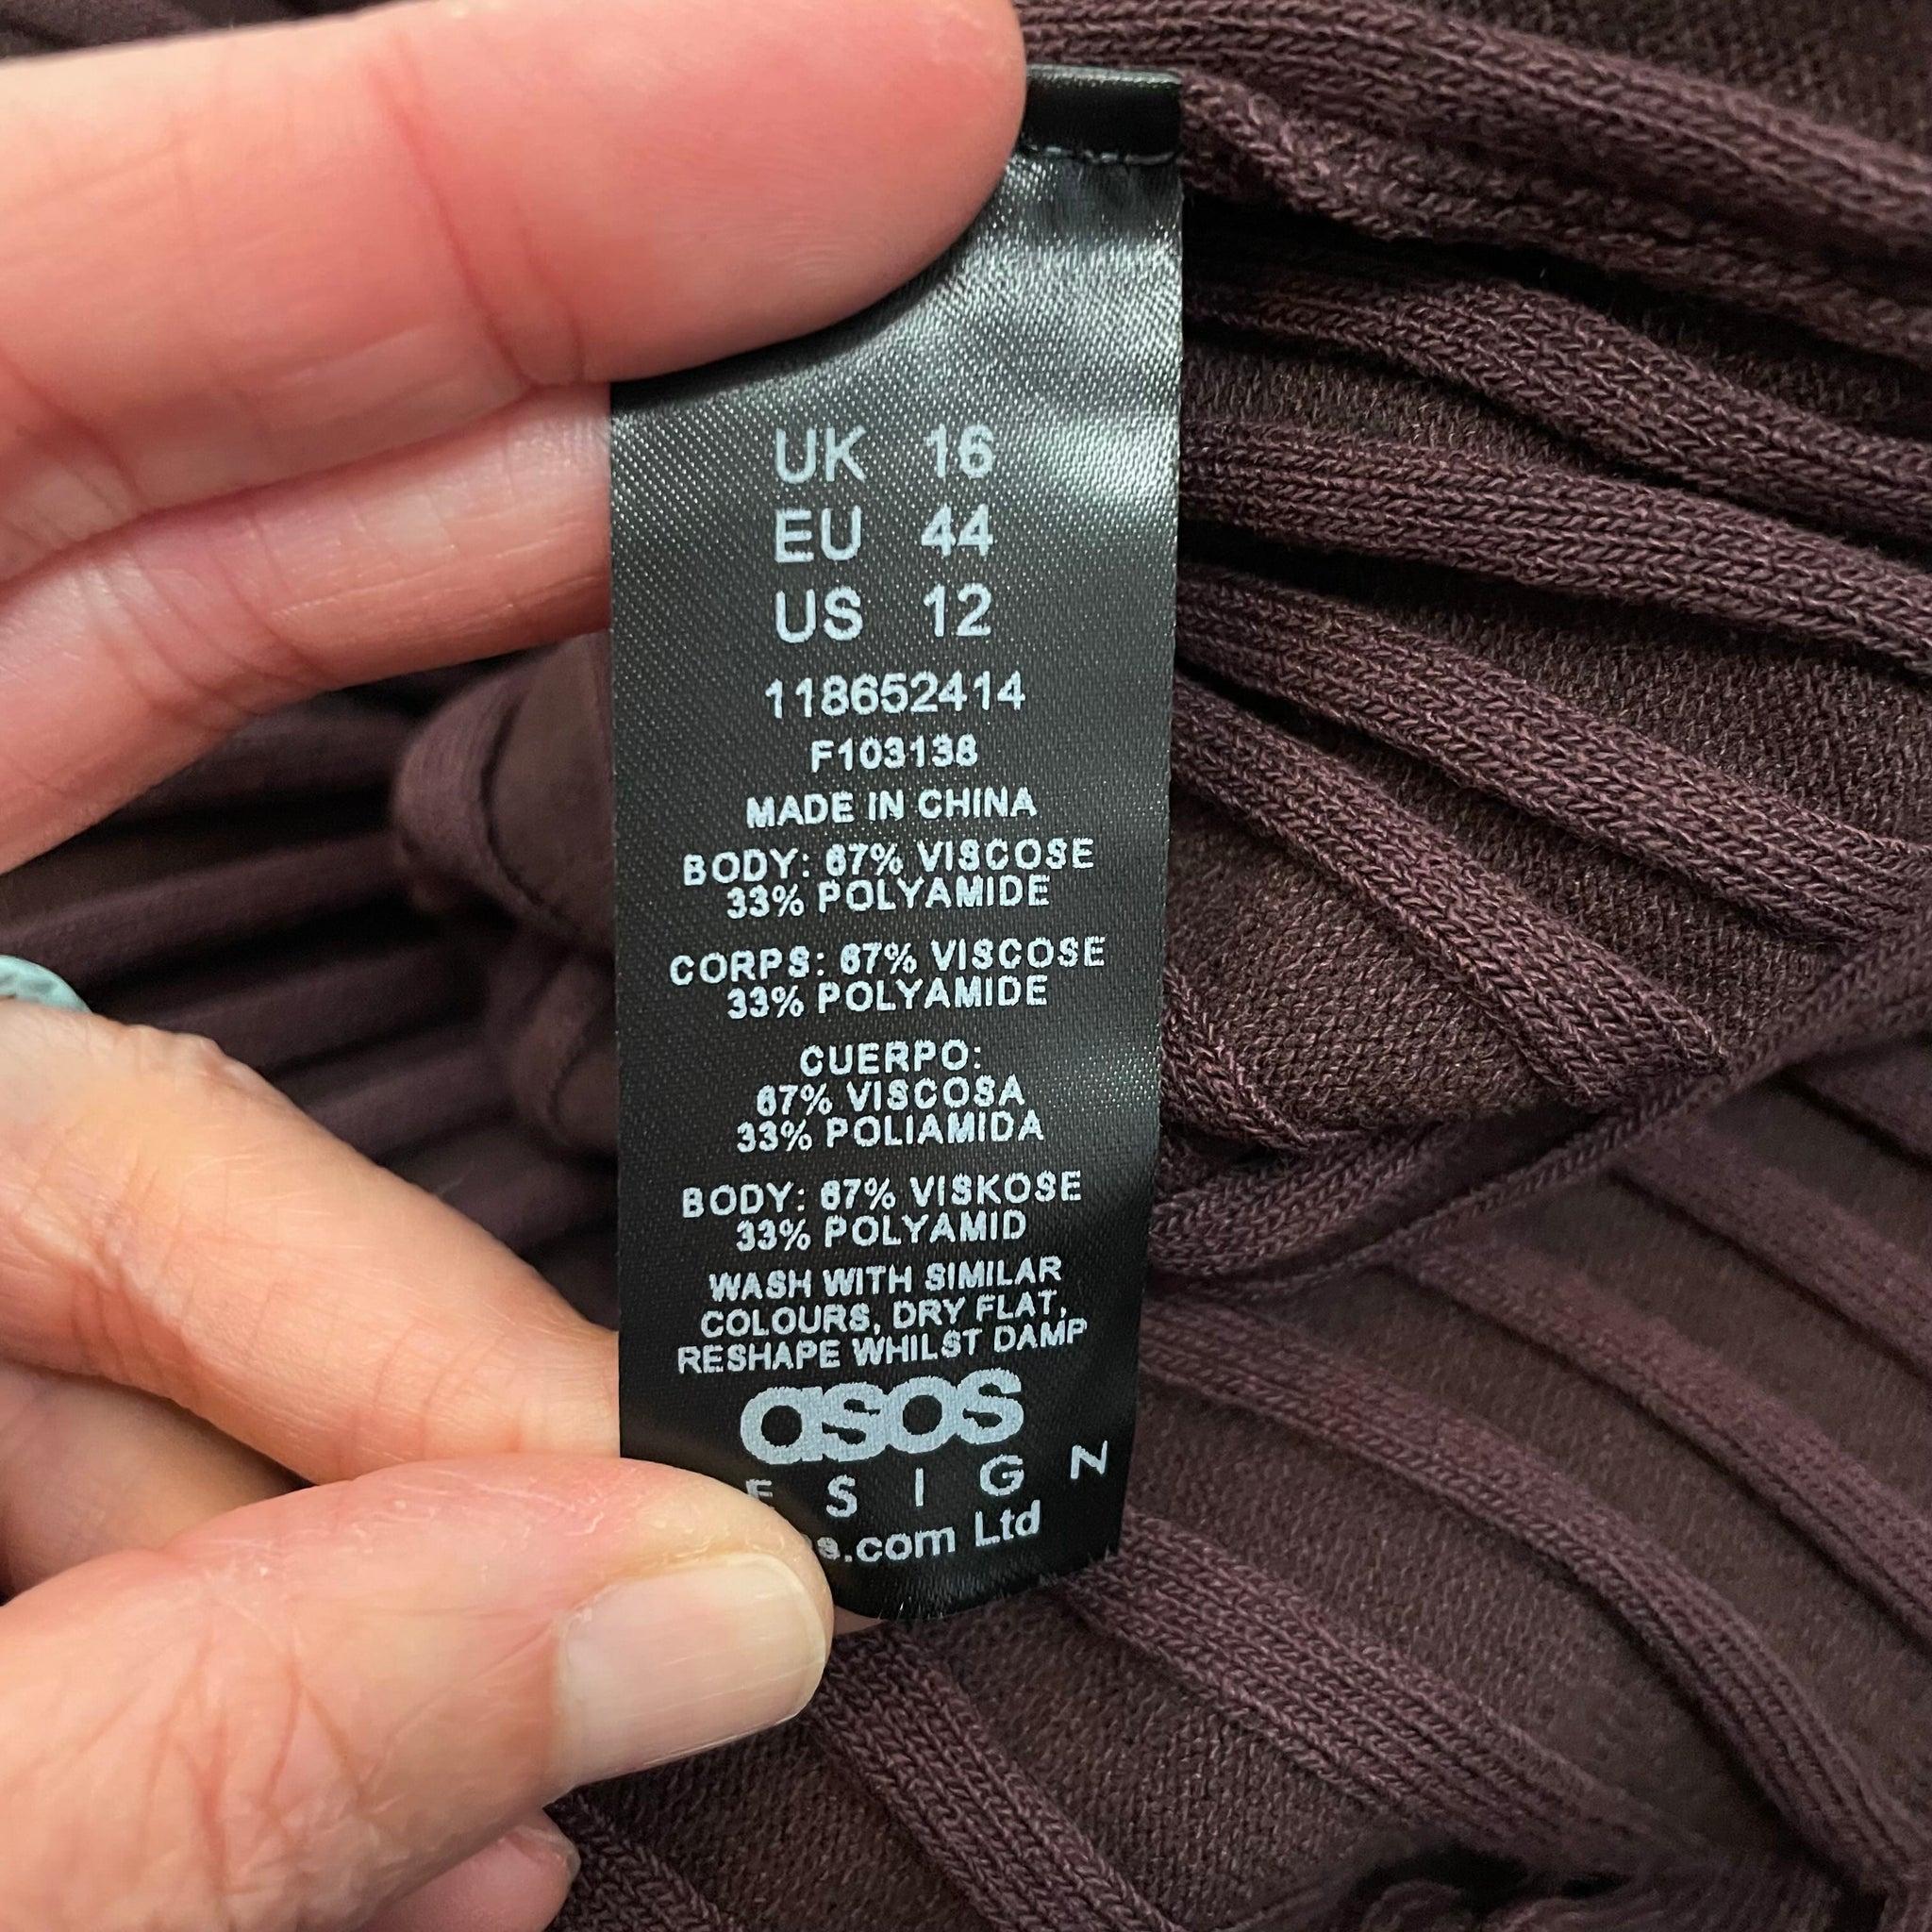 UK 16
EU 44
US 12
118652414
F103138
MADE IN CHINA
BODY: 67% VISCOSE
33% POLYAMIDE
CORPS: 67% VISCOSE
33% POLYAMIDE
CUERPO:
67% VISCOSA
33% POLIAMIDA
BODY: 67% VISKOSE
33% POLYAMID
WASH WITH SIMILAR
COLOURS, DRY FLAT,
RESHAPE WHILST DAMP
asos
ESIGN
s.com Ltd